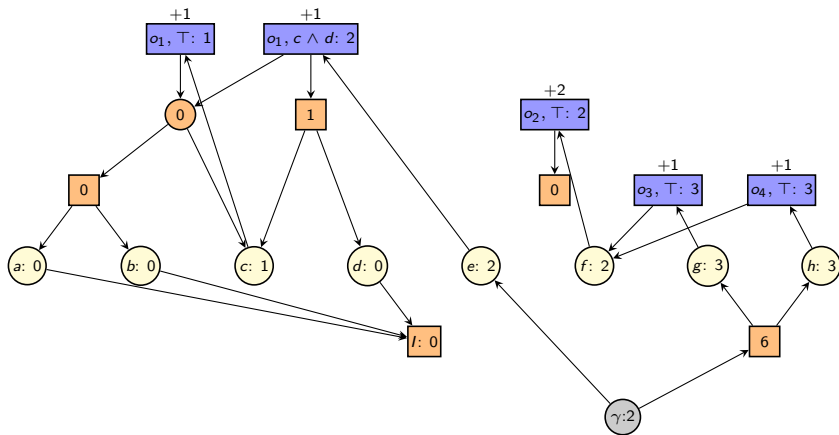 +1
+1
o₁, ⊤: 1
o₁, c ∧ d: 2
+2
0
1
o₂, ⊤: 2
+1
+1
0
0
o₃, ⊤: 3
o₄, ⊤: 3
a: 0
b: 0
c: 1
d: 0
e: 2
f: 2
g: 3
h: 3
I: 0
6
γ:2